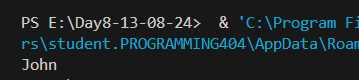 PS E:\Day8-13-08-24>  & 'C:\Program Fi
rs\student.PROGRAMMING404\AppData\Roam
John